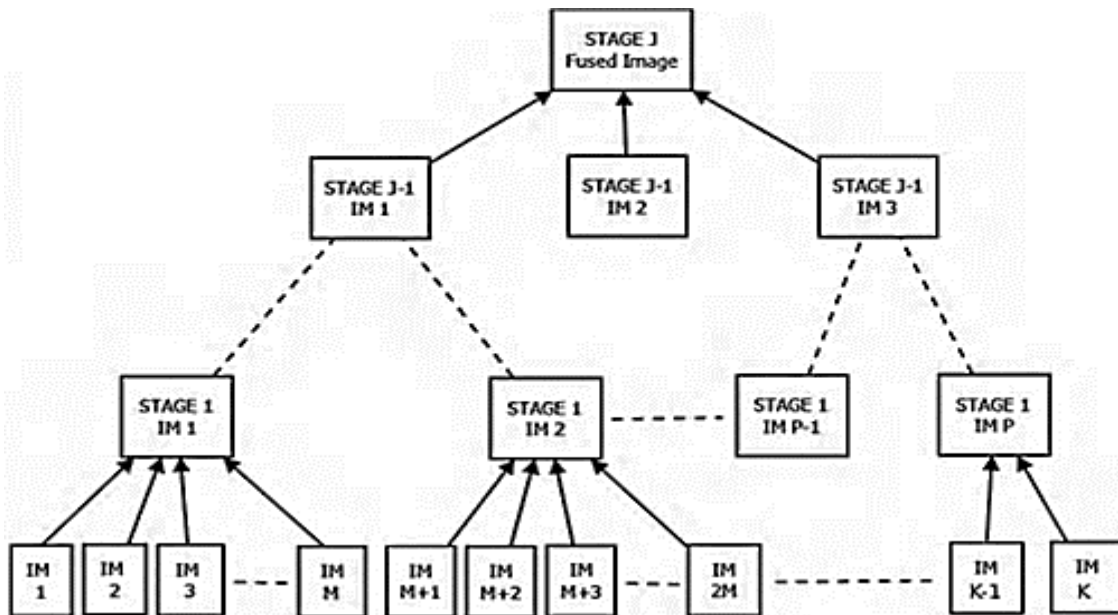 STAGE J
Fused Image
STAGE J-1
IM 1
STAGE J-1
IM 2
STAGE J-1
IM 3
STAGE 1
IM 1
STAGE 1
IM 2
STAGE 1
IM P-1
STAGE 1
IM P
IM
1
IM
2
IM
3
IM
M
IM
M+1
IM
M+2
IM
M+3
IM
2M
IM
K-1
IM
K